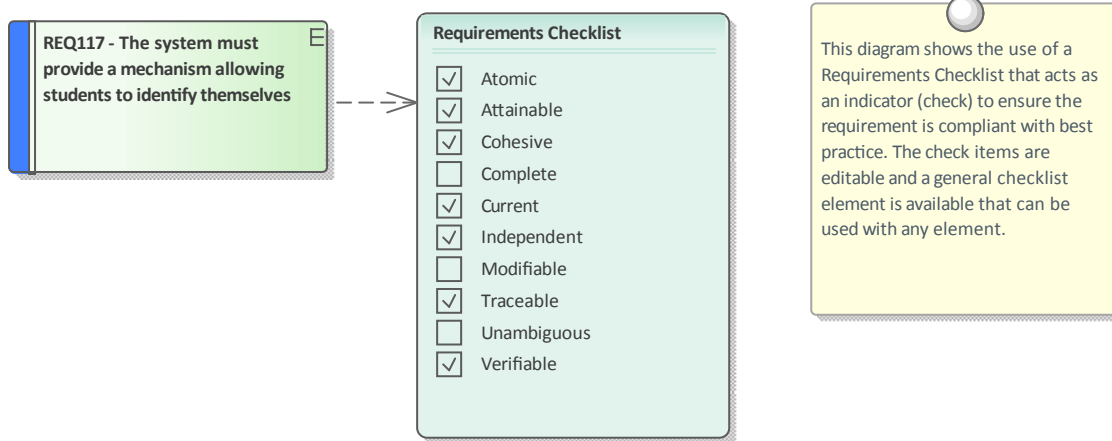 REQ117 - The system must
provide a mechanism allowing
students to identify themselves
E
Requirements Checklist
Atomic
Attainable
Cohesive
Complete
Current
Independent
Modifiable
Traceable
Unambiguous
Verifiable
This diagram shows the use of a
Requirements Checklist that acts as
an indicator (check) to ensure the
requirement is compliant with best
practice. The check items are
editable and a general checklist
element is available that can be
used with any element.